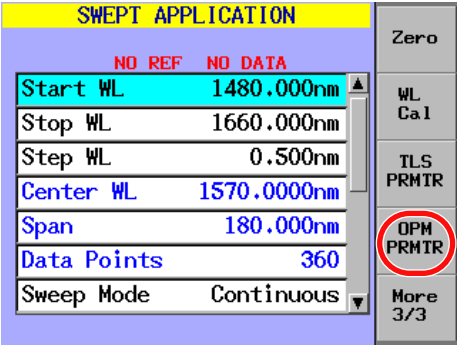 SWEPT APPLICATION
NO REF NO DATA
Start WL 1480.000nm
Stop WL 1660.000nm
Step WL 0.500nm
Center WL 1570.0000nm
Span 180.000nm
Data Points 360
Sweep Mode Continuous
Zero
WL
Cal
TLS
PRMTR
OPM
PRMTR
More
3/3